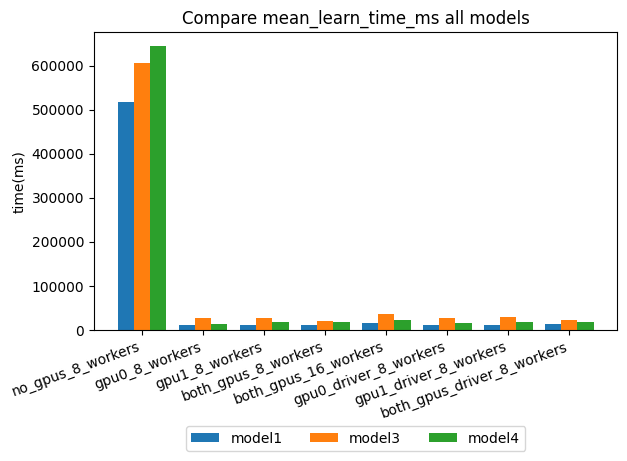 Compare mean_learn_time_ms all models
time(ms)
600000
500000
400000
300000
200000
100000
0
no_gpus_8_workers
gpu0_8_workers
gpu1_8_workers
both_gpus_8_workers
both_gpus_16_workers
gpu0_driver_8_workers
gpu1_driver_8_workers
both_gpus_driver_8_workers
model1
model3
model4